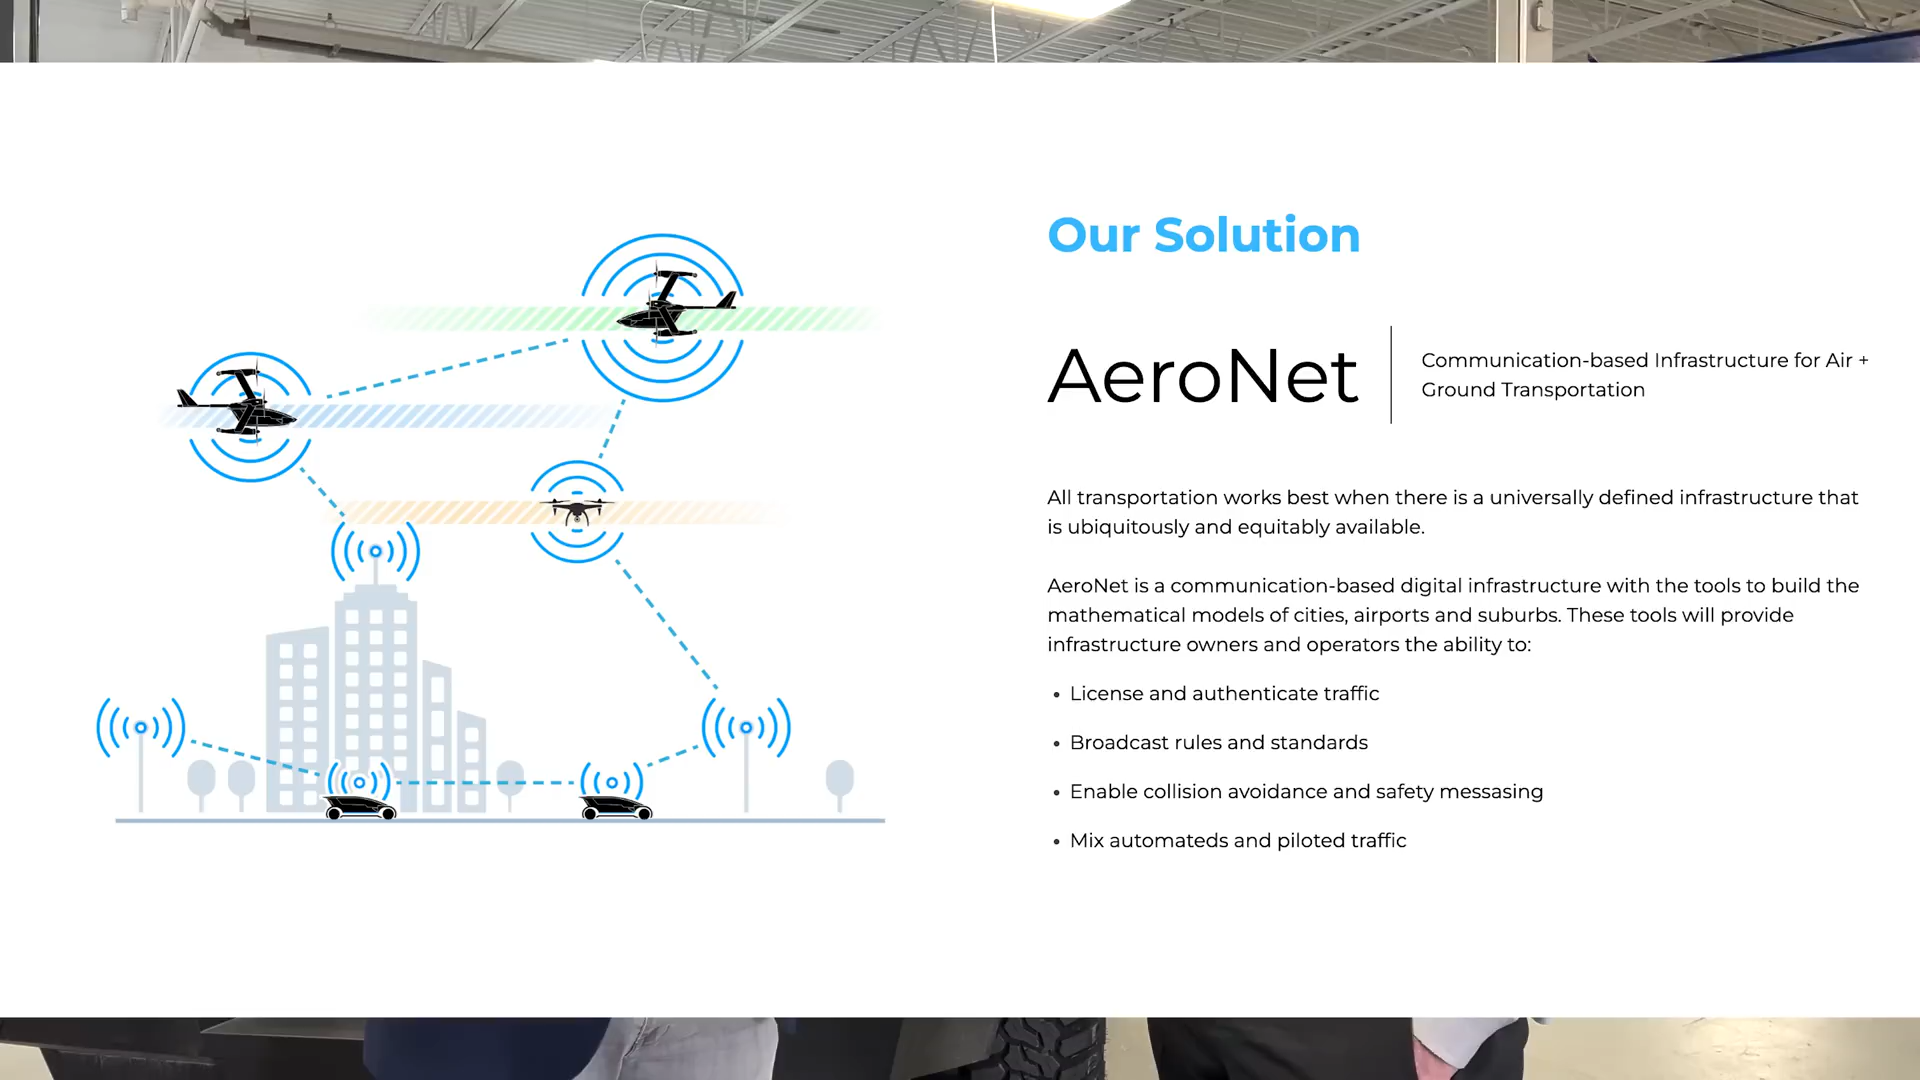 Our Solution
AeroNet
Communication-based Infrastructure for Air +
Ground Transportation
All transportation works best when there is a universally defined infrastructure that
is ubiquitously and equitably available.
AeroNet is a communication-based digital infrastructure with the tools to build the
mathematical models of cities, airports and suburbs. These tools will provide
infrastructure owners and operators the ability to:
• License and authenticate traffic
• Broadcast rules and standards
• Enable collision avoidance and safety messasing
• Mix automateds and piloted traffic